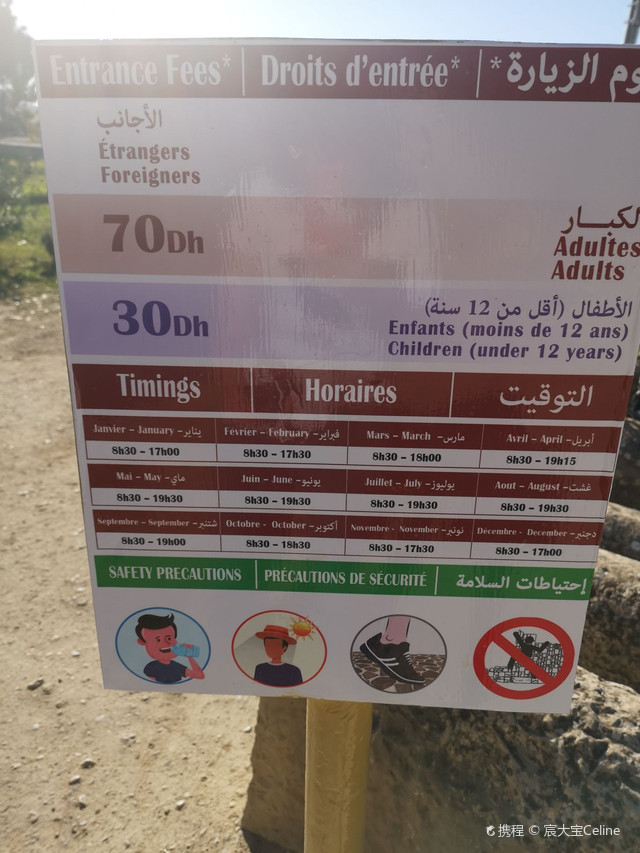 Entrance Fees* Droits d'entrée* *وم الزيارة
الأجانب
Étrangers
Foreigners
70Dh
لكبار
Adultes
Adults
30Dh
الأطفال (أقل من 12 سنة)
Enfants (moins de 12 ans)
Children (under 12 years)
Timings Horaires التوقيت
Janvier - January - يناير Février - February - فبراير Mars - March - مارس Avril - April - أبريل
8h30 - 17h00 8h30 - 17h30 8h30 - 18h00 8h30 - 19h15
Mai - May - ماي Juin - June - يونيو Juillet - July - يوليوز Aout - August - غشت
8h30 - 19h30 8h30 - 19h30 8h30 - 19h30 8h30 - 19h30
Septembre - September - شتنبر Octobre - October - أكتوبر Novembre - November - نونبر Décembre - December - دجنبر
8h30 - 19h00 8h30 - 18h30 8h30 - 17h30 8h30 - 17h00
SAFETY PRECAUTIONS PRÉCAUTIONS DE SÉCURITÉ إحتياطات السلامة
携程 © 宸大宝Celine